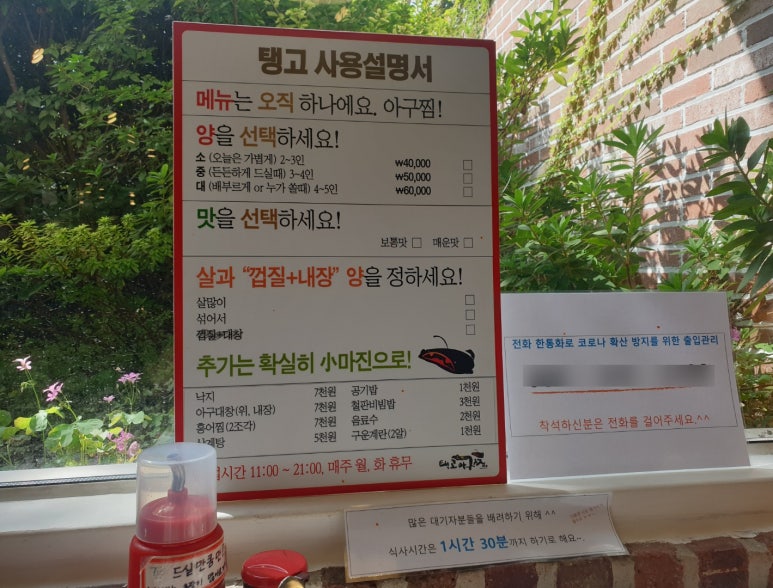 탱고 사용설명서
메뉴는 오직 하나에요. 아구찜!
양을 선택하세요!
소 (오늘은 가볍게) 2~3인 ₩40,000
중 (든든하게 드실때) 3~4인 ₩50,000
대 (배부르게 or 누가 쏠때) 4~5인 ₩60,000
맛을 선택하세요!
보통맛 매운맛
살과 “껍질+내장” 양을 정하세요!
살많이
섞어서
껍질+대창
추가는 확실히 小마진으로!
낙지 7천원 공기밥 1천원
아구대창(위, 내장) 7천원 철판비빔밥 3천원
홍어찜 (2조각) 7천원 음료수 2천원
5천원 구운계란(2알) 1천원
시간 11:00 ~ 21:00, 매주 월, 화 휴무
전화 한통화로 코로나 확산 방지를 위한 출입관리
착석하신분은 전화를 걸어주세요.^^
많은 대기자분들을 배려하기 위해 ^^
식사시간은 1시간 30분까지 하기로 해요~.
드실만큼만